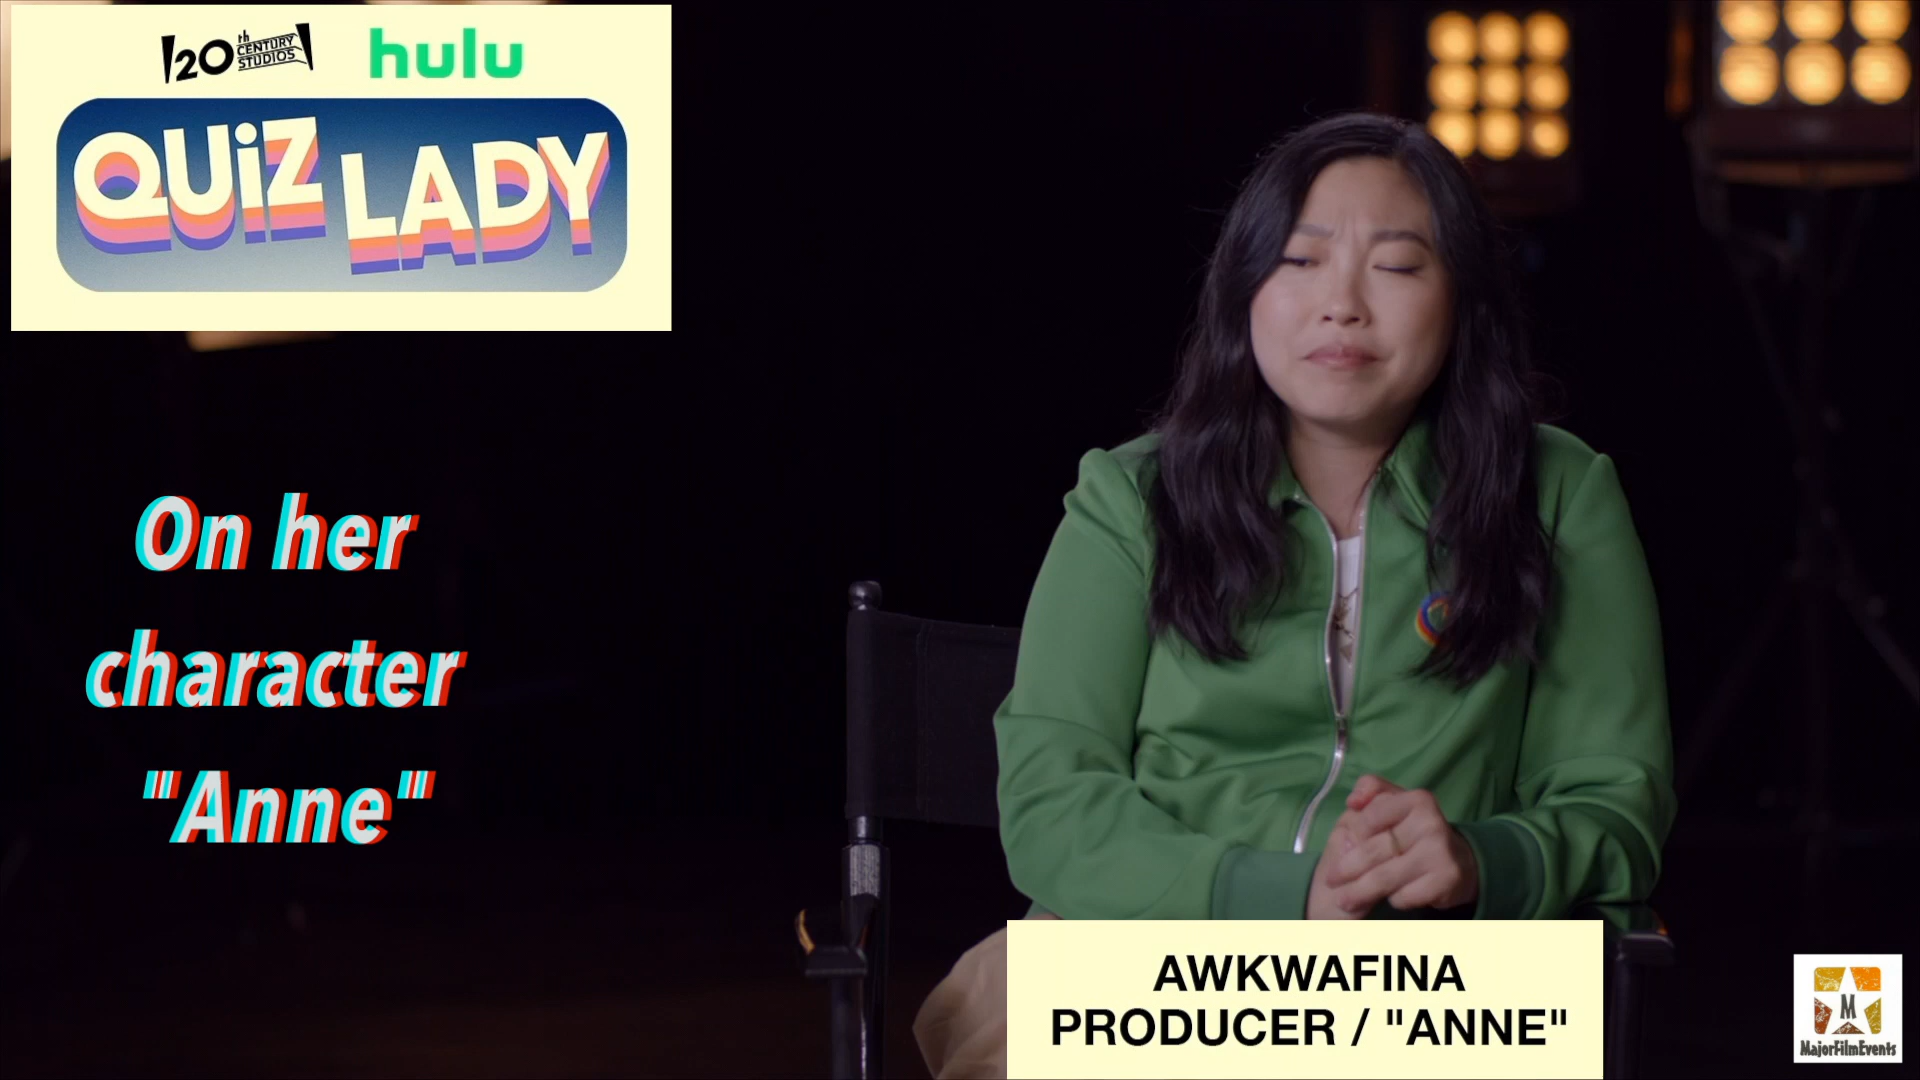 20th CENTURY STUDIOS
hulu
QUiZ LADY
On her
character
"Anne"
AWKWAFINA
PRODUCER / "ANNE"
M
MajorFilmEvents